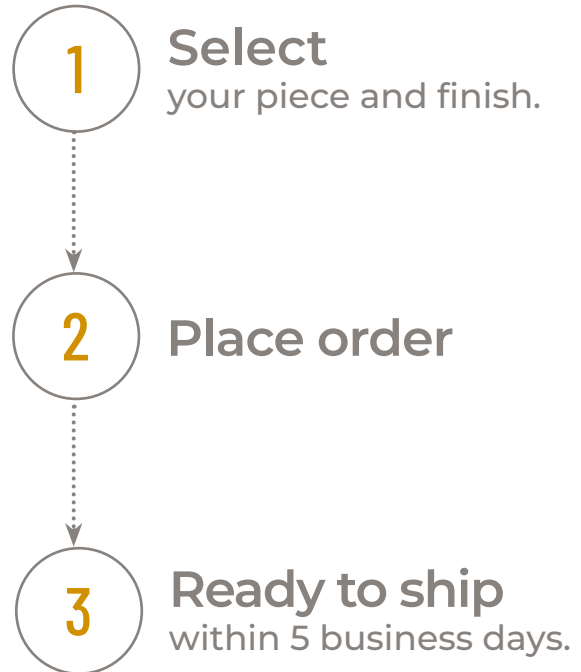 1
Select
your piece and finish.
2
Place order
3
Ready to ship
within 5 business days.